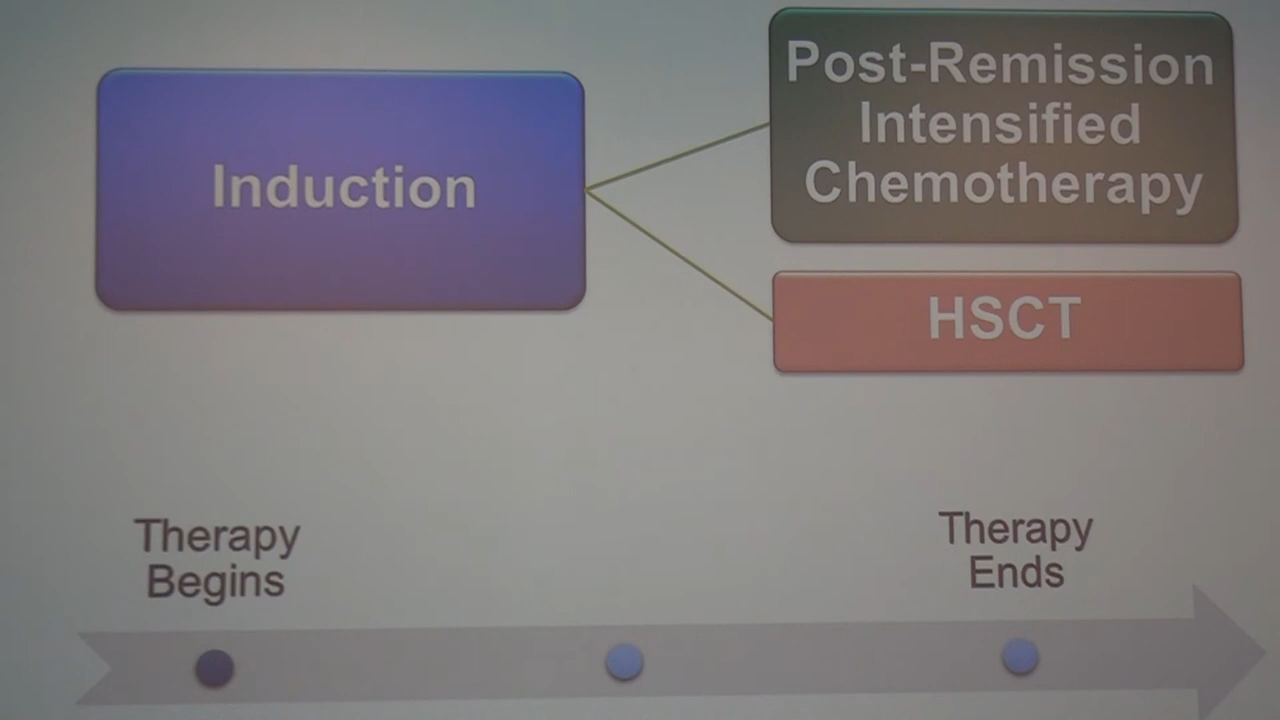 Induction
Post-Remission
Intensified
Chemotherapy
HSCT
Therapy
Begins
Therapy
Ends